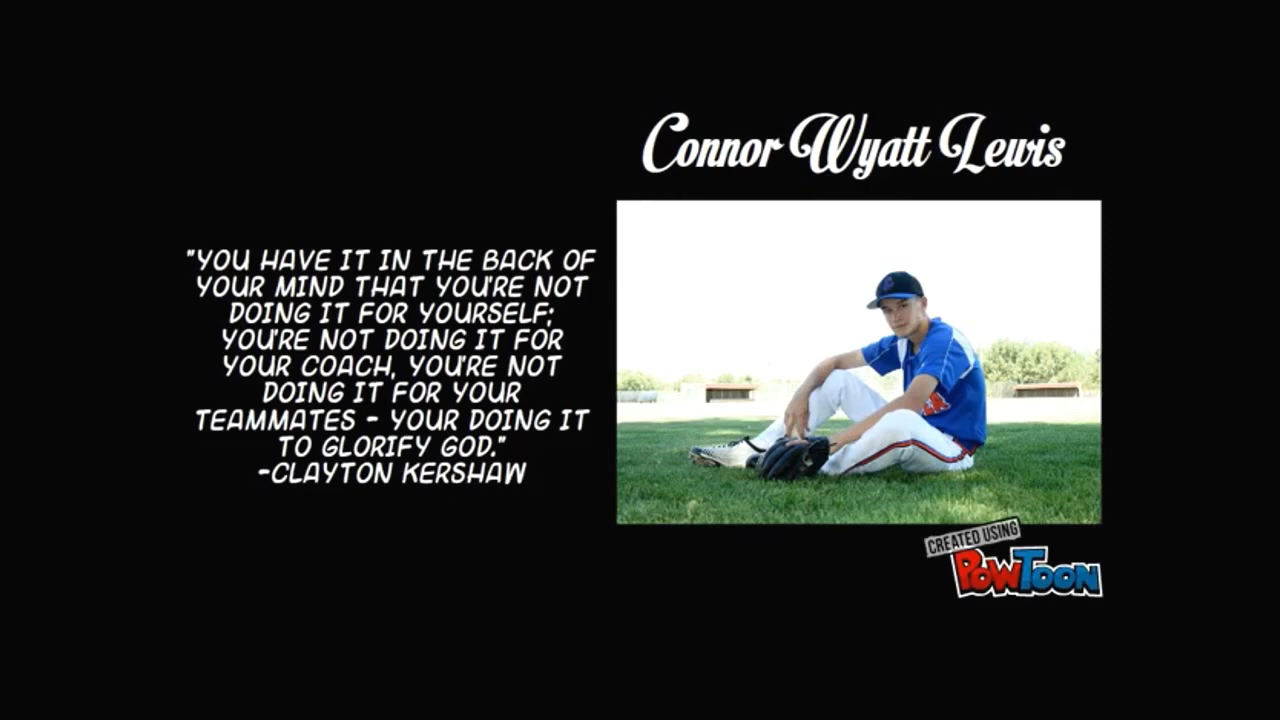 Connor Wyatt Lewis
"YOU HAVE IT IN THE BACK OF
YOUR MIND THAT YOU'RE NOT
DOING IT FOR YOURSELF;
YOU'RE NOT DOING IT FOR
YOUR COACH, YOU'RE NOT
DOING IT FOR YOUR
TEAMMATES - YOUR DOING IT
TO GLORIFY GOD."
-CLAYTON KERSHAW
CREATED USING
POWTOON